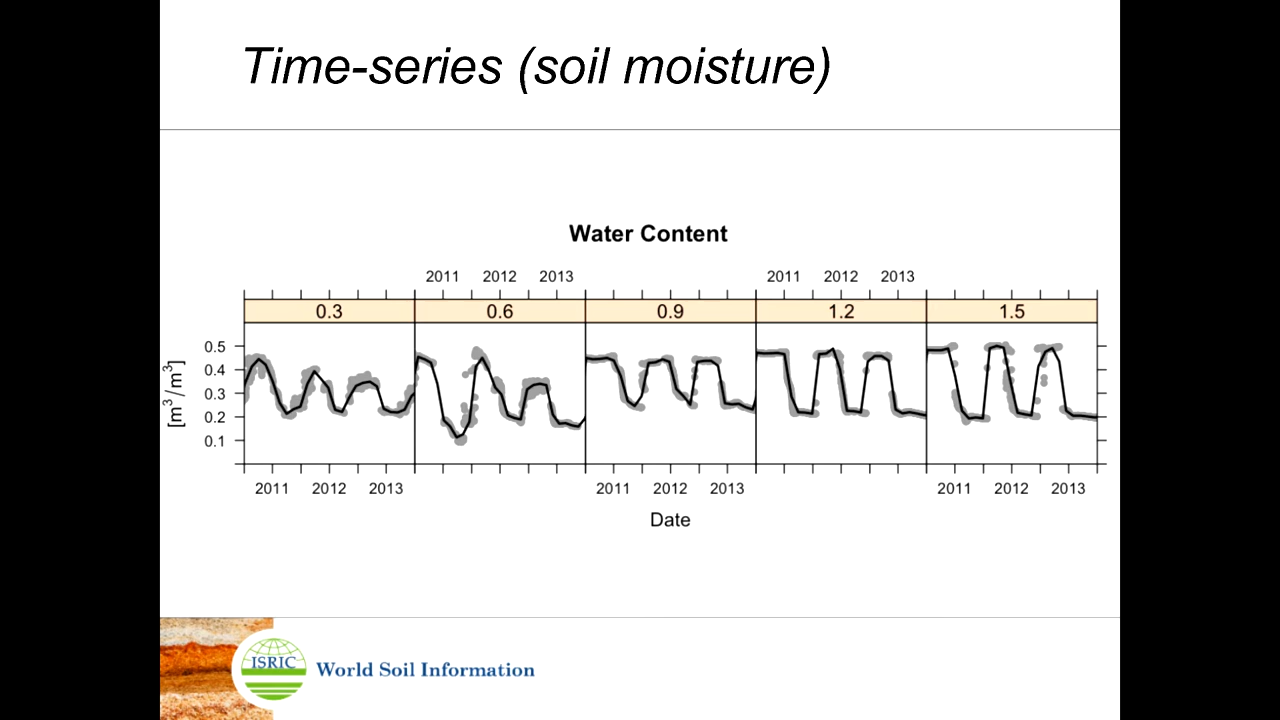 Time-series (soil moisture)
Water Content
2011 2012 2013 2011 2012 2013
0.3 0.6 0.9 1.2 1.5
0.5
0.4
0.3
0.2
0.1
[m³/m³]
2011 2012 2013 2011 2012 2013 2011 2012 2013
Date
ISRIC World Soil Information